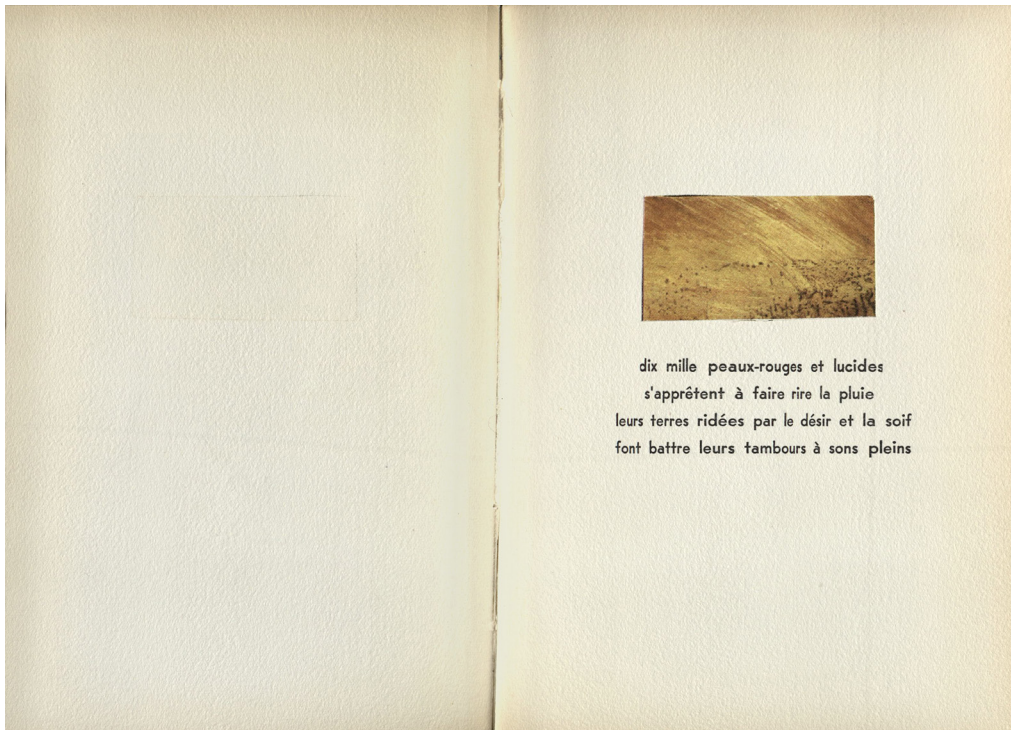 dix mille peaux-rouges et lucides
s'apprêtent à faire rire la pluie
leurs terres ridées par le désir et la soif
font battre leurs tambours à sons pleins